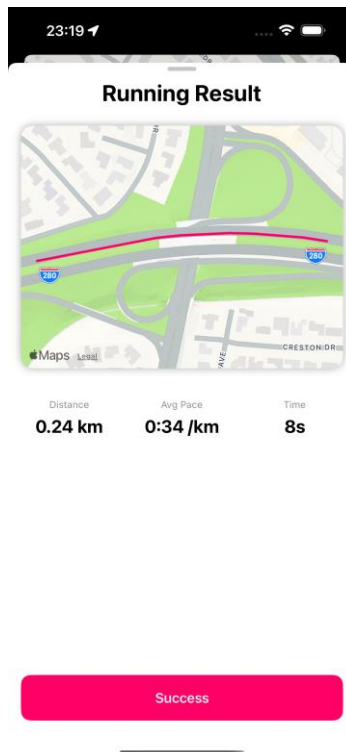 23:19
Running Result
280
280
Maps Legal
CRESTON DR
AVE
Distance Avg Pace Time
0.24 km 0:34 /km 8s
Success